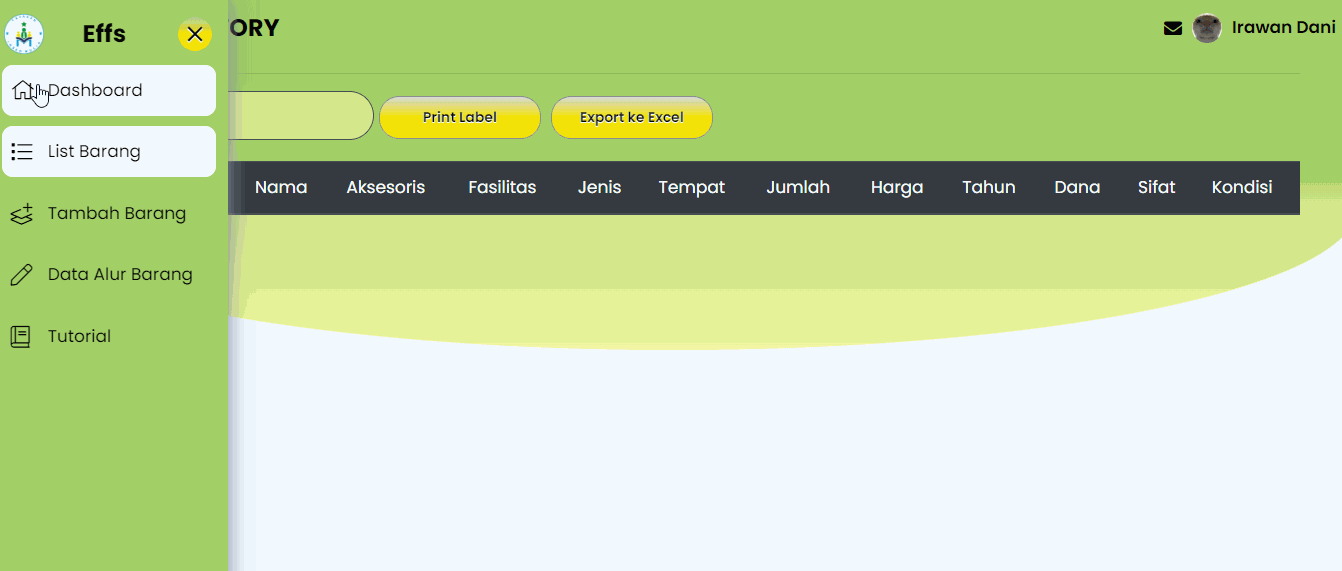 Effs
ORY
Irawan Dani
Dashboard
Print Label
Export ke Excel
List Barang
Nama Aksesoris Fasilitas Jenis Tempat Jumlah Harga Tahun Dana Sifat Kondisi
Tambah Barang
Data Alur Barang
Tutorial